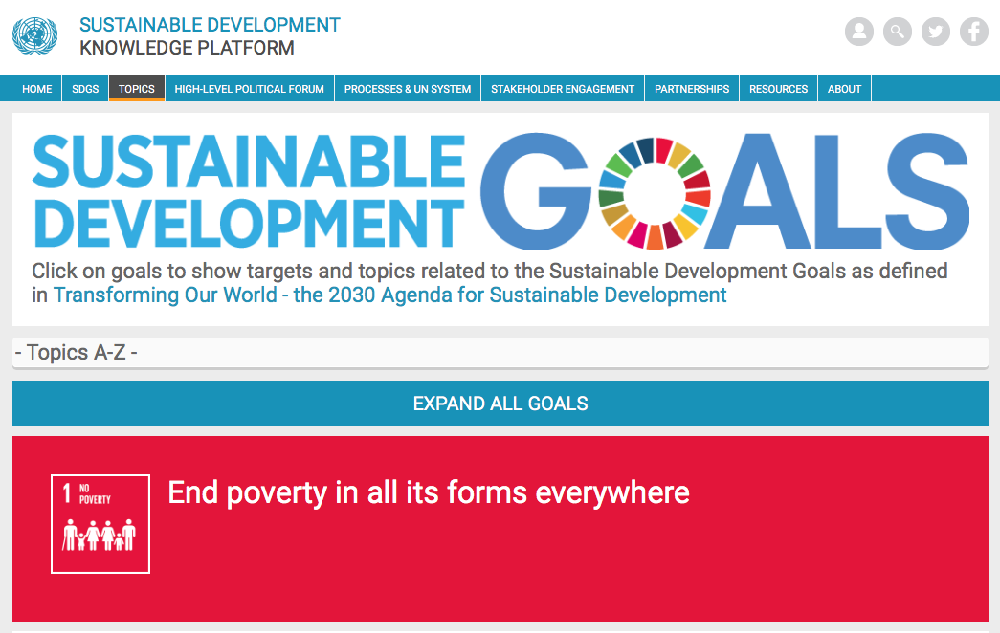 SUSTAINABLE DEVELOPMENT
KNOWLEDGE PLATFORM
HOME
SDGS
TOPICS
HIGH-LEVEL POLITICAL FORUM
PROCESSES & UN SYSTEM
STAKEHOLDER ENGAGEMENT
PARTNERSHIPS
RESOURCES
ABOUT
SUSTAINABLE
DEVELOPMENT
GOALS
Click on goals to show targets and topics related to the Sustainable Development Goals as defined
in Transforming Our World - the 2030 Agenda for Sustainable Development
- Topics A-Z -
EXPAND ALL GOALS
1 NO
POVERTY
End poverty in all its forms everywhere